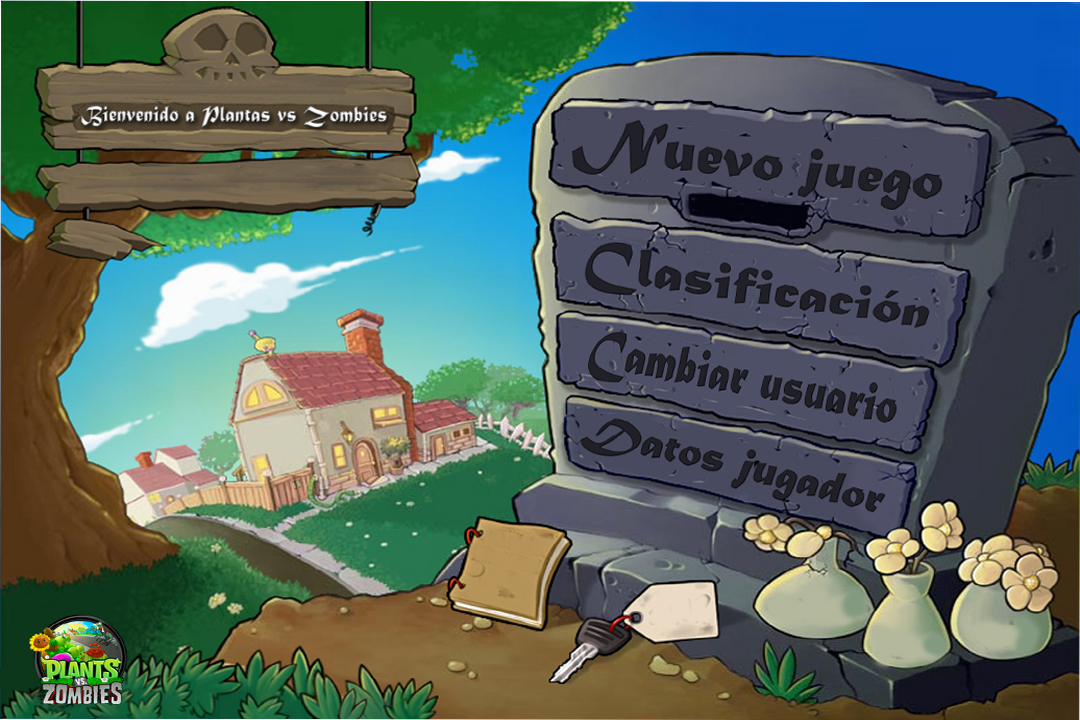 Bienvenido a Plantas vs Zombies
Nuevo juego
Clasificación
Cambiar usuario
Datos jugador
PLANTS
VS.
ZOMBIES